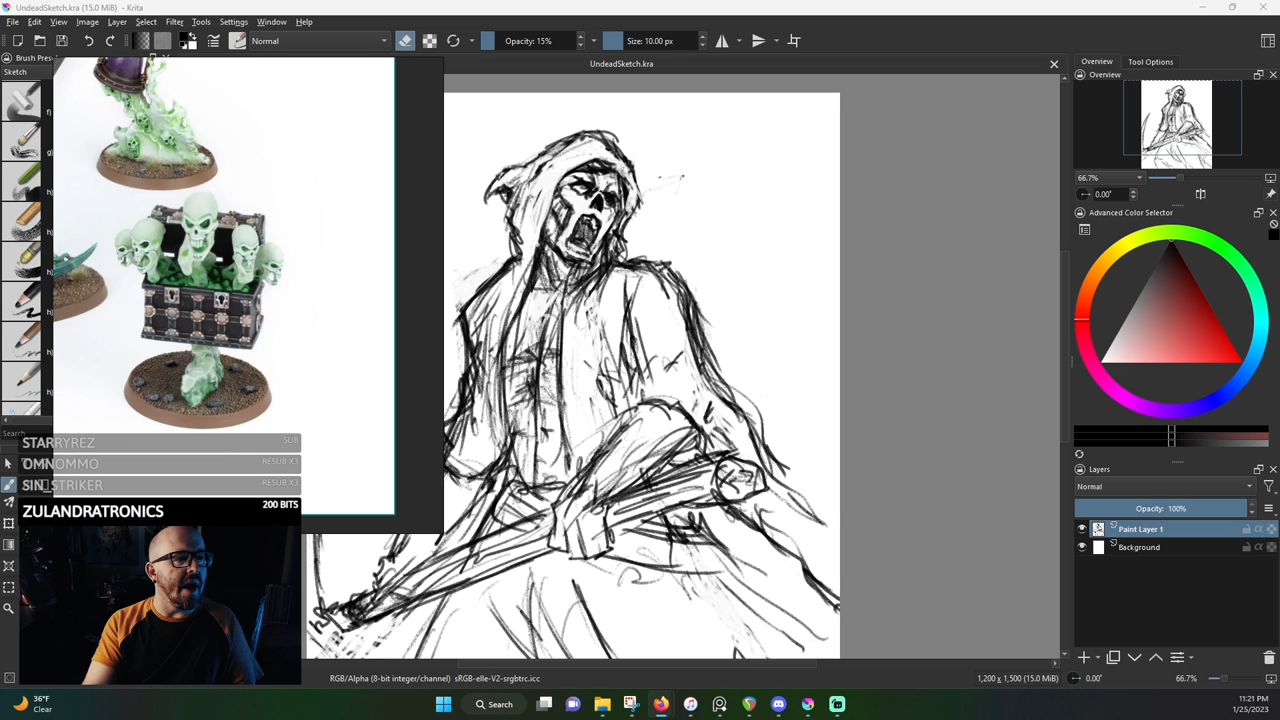 UndeadSketch.kra (15.0 MiB) - Krita
File Edit View Image Layer Select Filter Tools Settings Window Help
Normal
Opacity: 15%
Size: 10.00 px
Brush Pres
Sketch
UndeadSketch.kra
f)
g)
h)
h)
h)
h)
h)
h)
Search
Overview Tool Options
Overview
66.7%
0.00°
Advanced Color Selector
Layers
Normal
Opacity: 100%
Paint Layer 1
Background
STARRYREZ SUB
OMNOMMO RESUB X3
SIN_STRIKER RESUB X3
ZULANDRATRONICS 200 BITS
RGB/Alpha (8-bit integer/channel) sRGB-elle-V2-srgbtrc.icc
1,200 x 1,500 (15.0 MiB)
0.00°
66.7%
36°F
Clear
Search
11:21 PM
1/25/2023